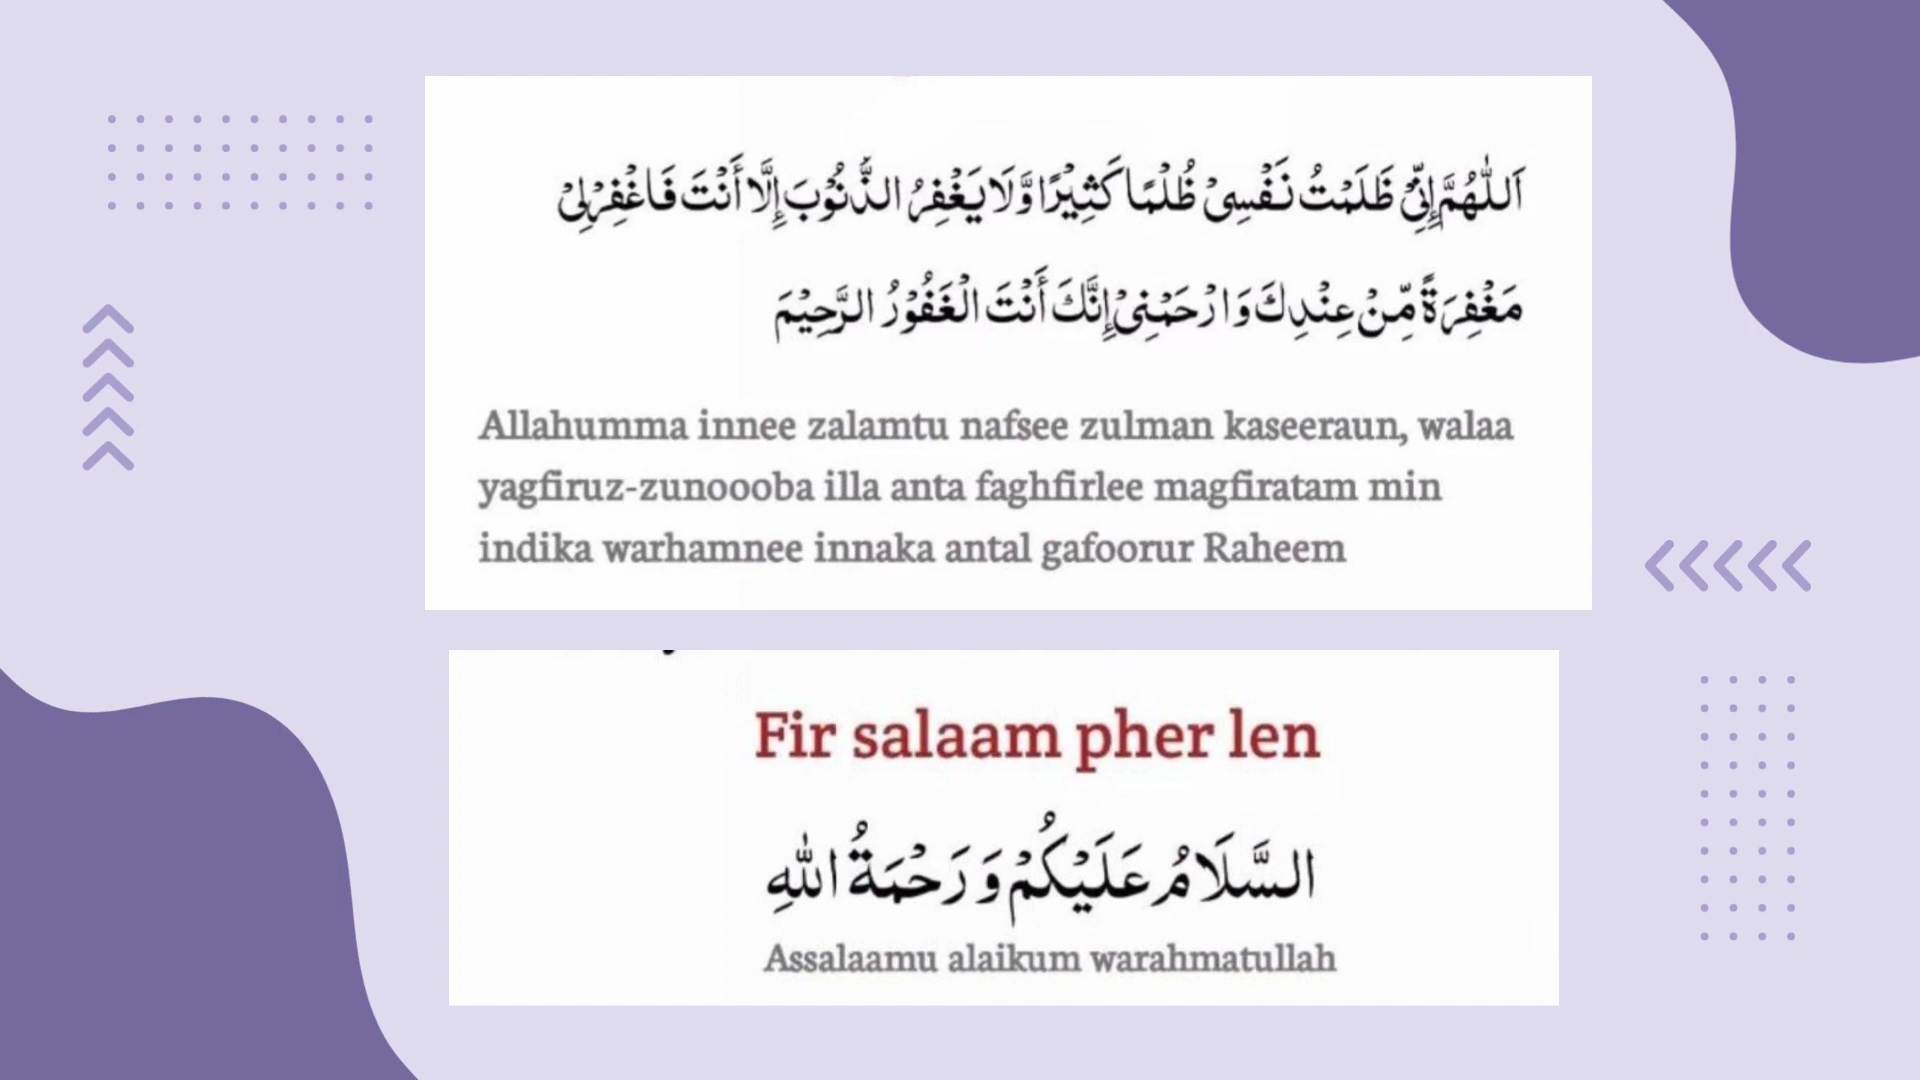 اَللّٰهُمَّ إِنِّيْ ظَلَمْتُ نَفْسِيْ ظُلْمًا كَثِيْرًا وَّلَا يَغْفِرُ الذُّنُوْبَ إِلَّا أَنْتَ فَاغْفِرْلِيْ
مَغْفِرَةً مِّنْ عِنْدِكَ وَارْحَمْنِيْ إِنَّكَ أَنْتَ الْغَفُوْرُ الرَّحِيْمَ
Allahumma innee zalamtu nafsee zulman kaseeraun, walaa
yagfiruz-zunoooba illa anta faghfirlee magfiratam min
indika warhamnee innaka antal gafoorur Raheem
Fir salaam pher len
السَّلَامُ عَلَيْكُمْ وَرَحْمَةُ اللّٰهِ
Assalaamu alaikum warahmatullah